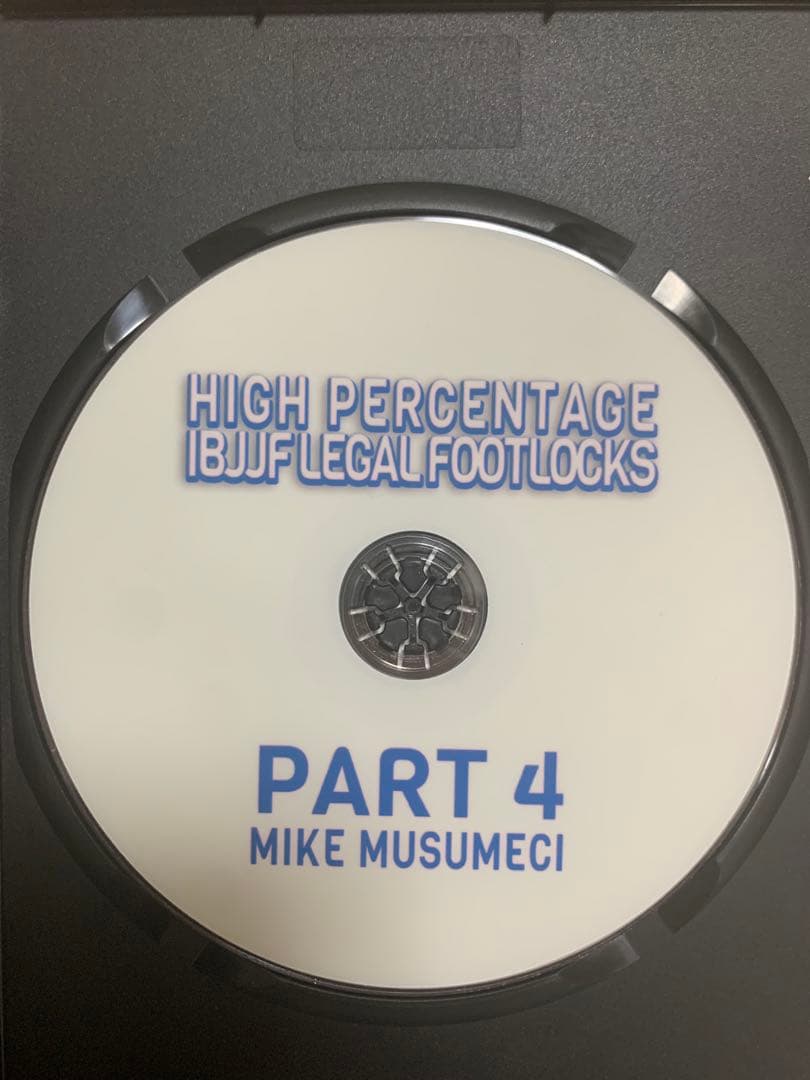 HIGH PERCENTAGE
IBJJF LEGAL FOOTLOCKS
PART 4
MIKE MUSUMECI